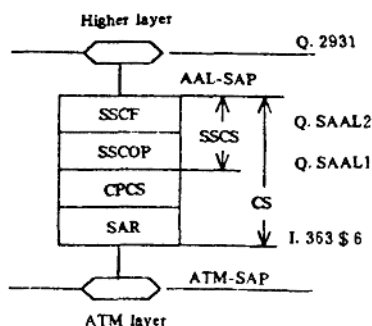 Higher layer
Q. 2931
AAL-SAP
SSCF
Q. SAAL2
SSCS
SSCOP
Q. SAAL1
CPCS
CS
SAR
I. 363 $ 6
ATM-SAP
ATM layer